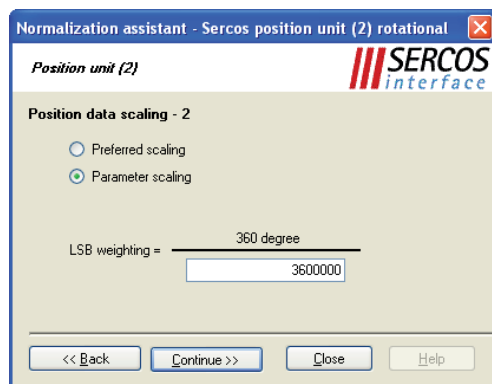 Normalization assistant - Sercos position unit (2) rotational
Position unit (2)
SERCOS
interface
Position data scaling - 2
Preferred scaling
Parameter scaling
360 degree
LSB weighting =
3600000
<< Back
Continue >>
Close
Help